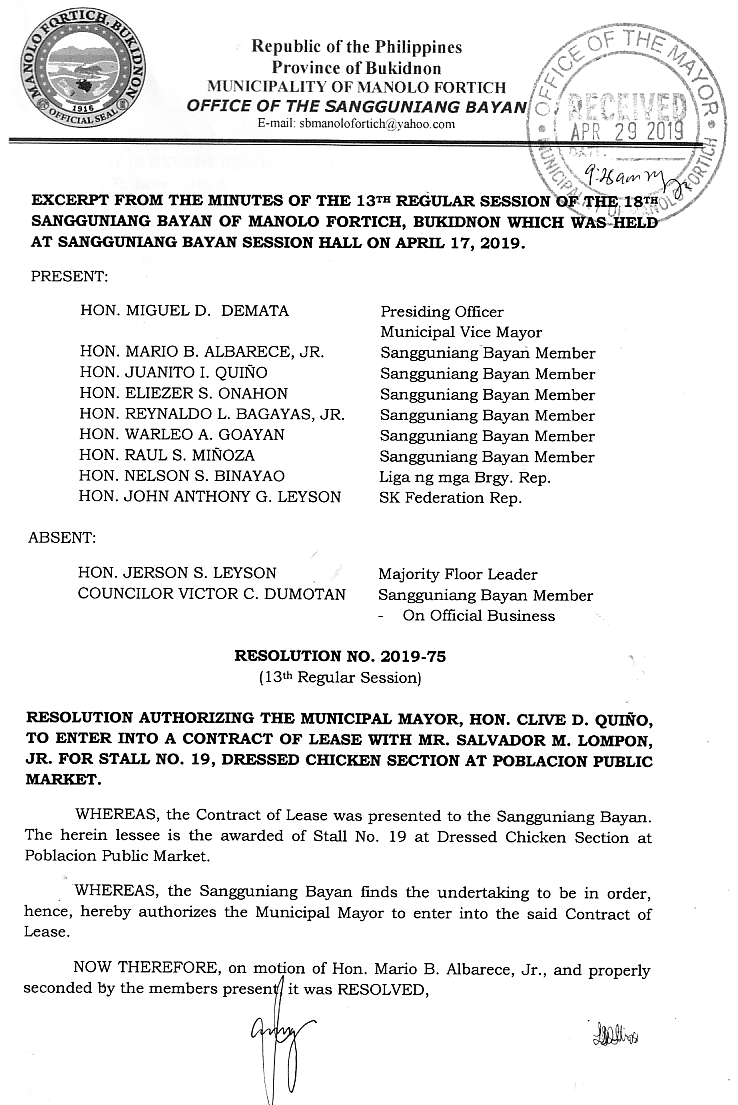 MANOLO FORTICH, BUKIDNON
1916
OFFICIAL SEAL
Republic of the Philippines
Province of Bukidnon
MUNICIPALITY OF MANOLO FORTICH
OFFICE OF THE SANGGUNIANG BAYAN
E-mail: sbmanolofortich@yahoo.com
OFFICE OF THE MAYOR
RECEIVED
APR 29 2019
DATE:
9:28am
MUNICIPALITY OF MANOLO FORTICH
EXCERPT FROM THE MINUTES OF THE 13TH REGULAR SESSION OF THE 18TH
SANGGUNIANG BAYAN OF MANOLO FORTICH, BUKIDNON WHICH WAS HELD
AT SANGGUNIANG BAYAN SESSION HALL ON APRIL 17, 2019.
PRESENT:
HON. MIGUEL D. DEMATA Presiding Officer
Municipal Vice Mayor
HON. MARIO B. ALBARECE, JR. Sangguniang Bayan Member
HON. JUANITO I. QUIÑO Sangguniang Bayan Member
HON. ELIEZER S. ONAHON Sangguniang Bayan Member
HON. REYNALDO L. BAGAYAS, JR. Sangguniang Bayan Member
HON. WARLEO A. GOAYAN Sangguniang Bayan Member
HON. RAUL S. MIÑOZA Sangguniang Bayan Member
HON. NELSON S. BINAYAO Liga ng mga Brgy. Rep.
HON. JOHN ANTHONY G. LEYSON SK Federation Rep.
ABSENT:
HON. JERSON S. LEYSON Majority Floor Leader
COUNCILOR VICTOR C. DUMOTAN Sangguniang Bayan Member
- On Official Business
RESOLUTION NO. 2019-75
(13th Regular Session)
RESOLUTION AUTHORIZING THE MUNICIPAL MAYOR, HON. CLIVE D. QUIÑO,
TO ENTER INTO A CONTRACT OF LEASE WITH MR. SALVADOR M. LOMPON,
JR. FOR STALL NO. 19, DRESSED CHICKEN SECTION AT POBLACION PUBLIC
MARKET.
WHEREAS, the Contract of Lease was presented to the Sangguniang Bayan.
The herein lessee is the awarded of Stall No. 19 at Dressed Chicken Section at
Poblacion Public Market.
WHEREAS, the Sangguniang Bayan finds the undertaking to be in order,
hence, hereby authorizes the Municipal Mayor to enter into the said Contract of
Lease.
NOW THEREFORE, on motion of Hon. Mario B. Albarece, Jr., and properly
seconded by the members present, it was RESOLVED,